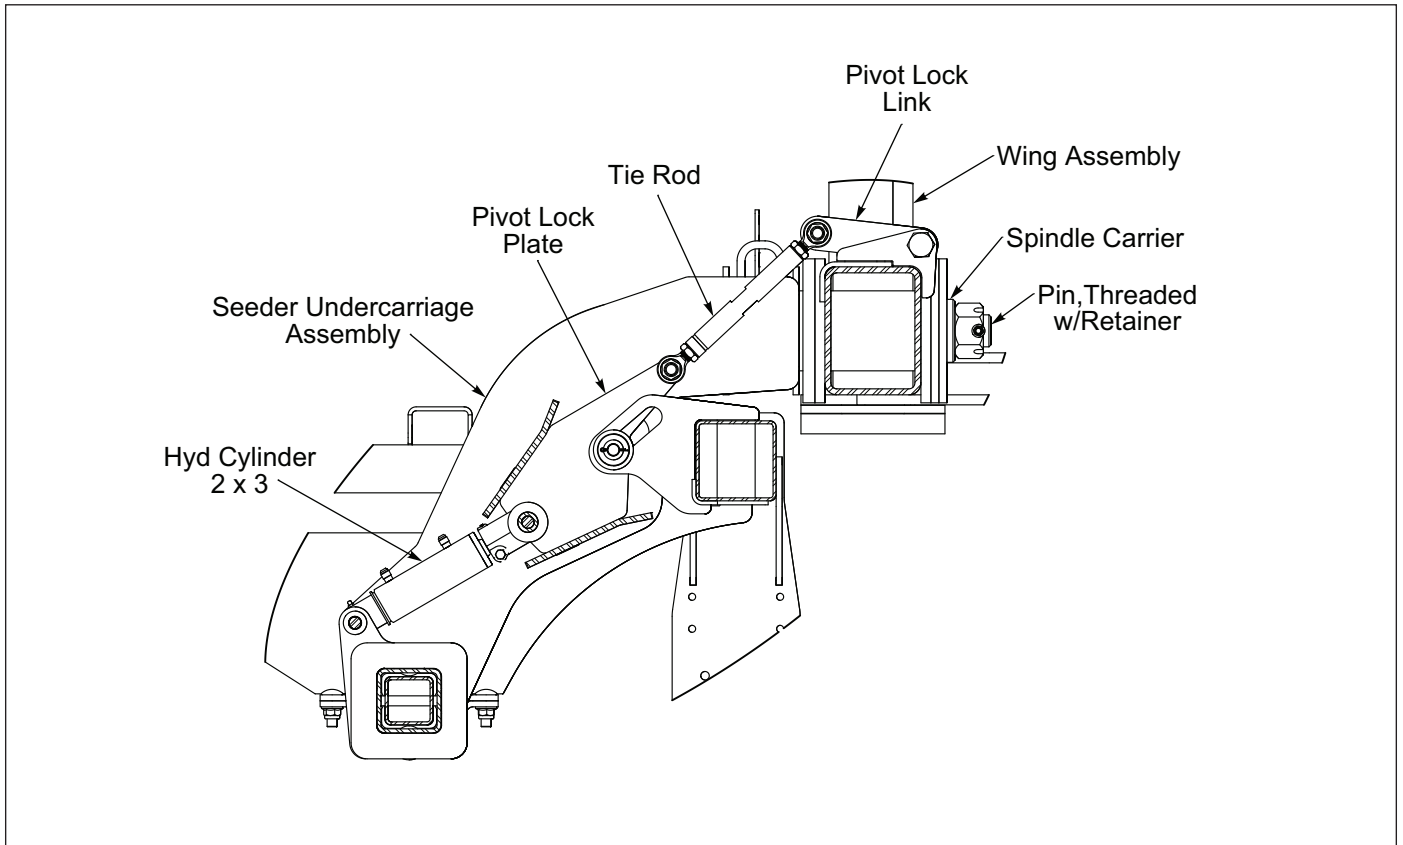 Pivot Lock
Link
Wing Assembly
Tie Rod
Pivot Lock
Plate
Spindle Carrier
Seeder Undercarriage
Assembly
Pin,Threaded
w/Retainer
Hyd Cylinder
2 x 3